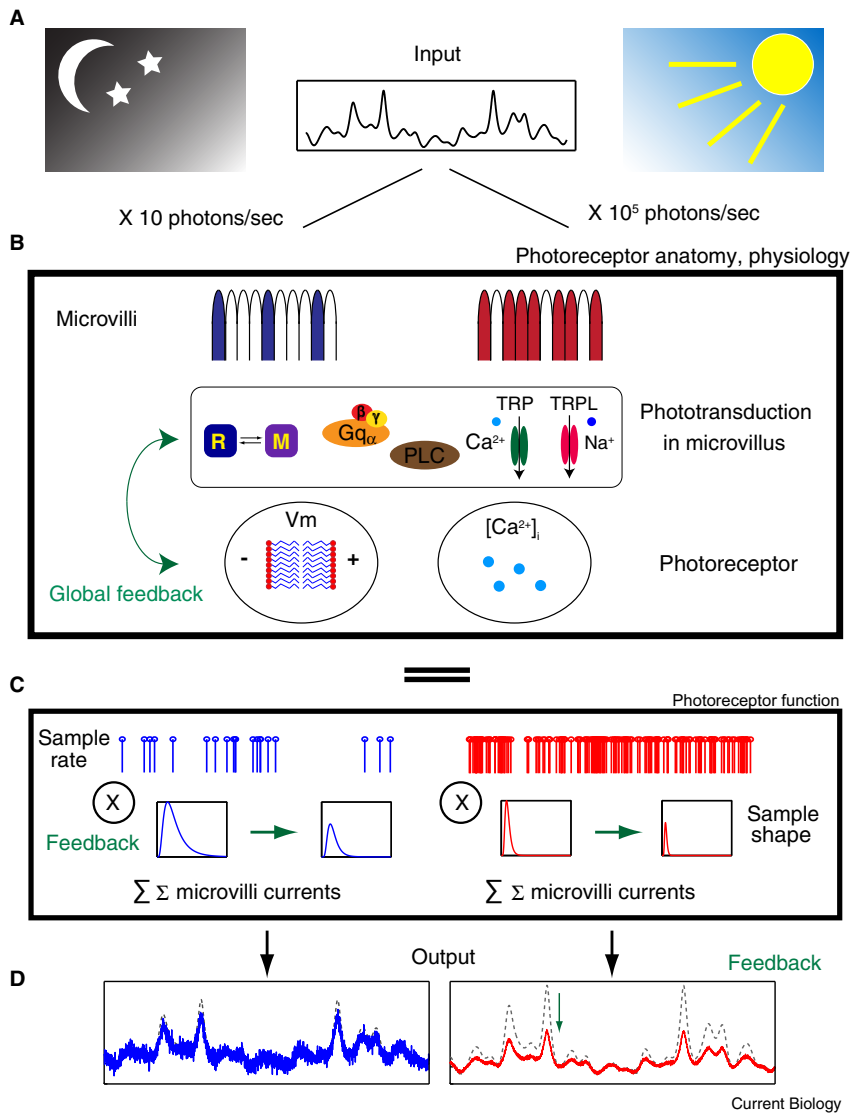 A
Input
X 10 photons/sec
X 10⁵ photons/sec
B
Photoreceptor anatomy, physiology
Microvilli
R
M
β
γ
Gqα
PLC
TRP
TRPL
Ca²⁺
Na⁺
Phototransduction
in microvillus
Vm
-
+
[Ca²⁺]i
Photoreceptor
Global feedback
C
Photoreceptor function
Sample
rate
X
X
Feedback
Sample
shape
∑ Σ microvilli currents
∑ Σ microvilli currents
Output
Feedback
D
Current Biology